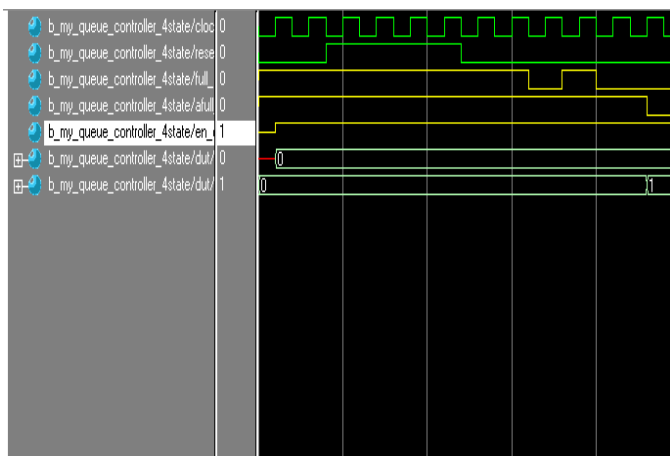 b_my_queue_controller_4state/cloc 0
b_my_queue_controller_4state/rese 0
b_my_queue_controller_4state/full_ 0
b_my_queue_controller_4state/afull 0
b_my_queue_controller_4state/en_ 1
b_my_queue_controller_4state/dut/ 0 0
b_my_queue_controller_4state/dut/ 1 0 1